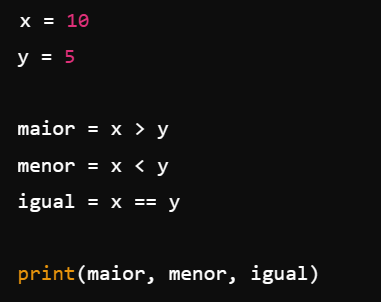 x = 10
y = 5
maior = x > y
menor = x < y
igual = x == y
print(maior, menor, igual)